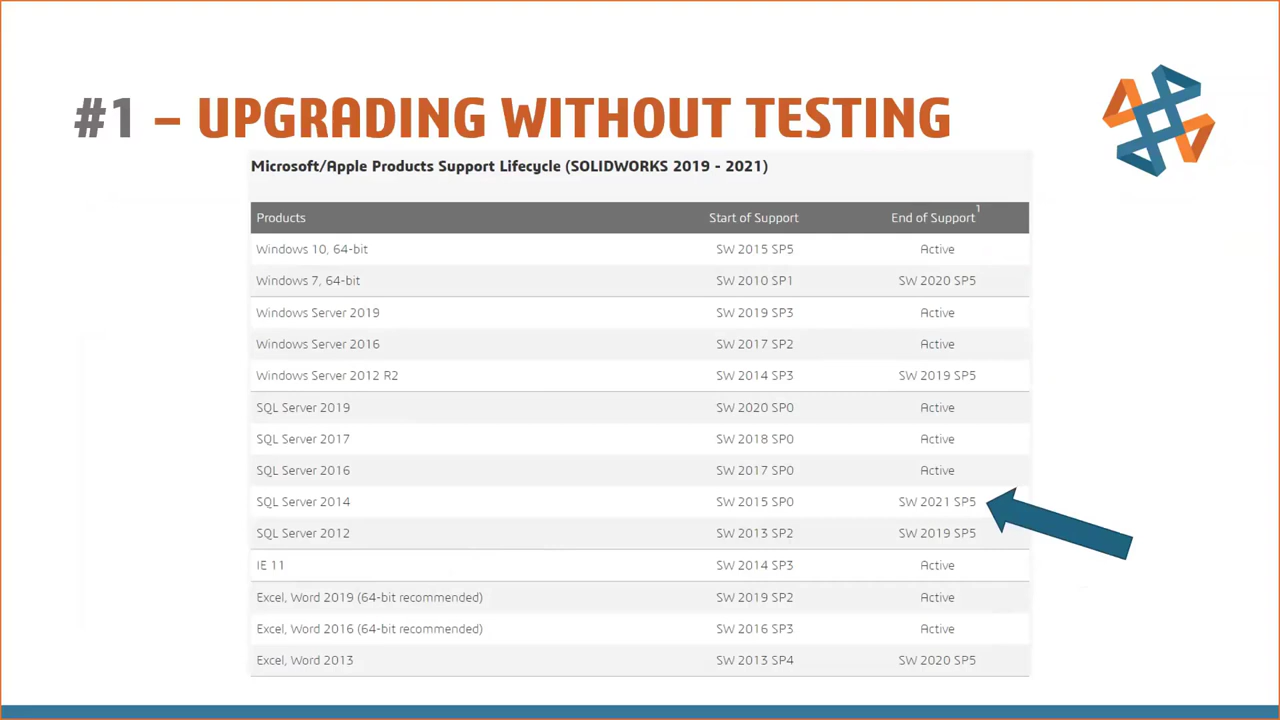 #1 – UPGRADING WITHOUT TESTING
Microsoft/Apple Products Support Lifecycle (SOLIDWORKS 2019 - 2021)
Products Start of Support End of Support1
Windows 10, 64-bit SW 2015 SP5 Active
Windows 7, 64-bit SW 2010 SP1 SW 2020 SP5
Windows Server 2019 SW 2019 SP3 Active
Windows Server 2016 SW 2017 SP2 Active
Windows Server 2012 R2 SW 2014 SP3 SW 2019 SP5
SQL Server 2019 SW 2020 SP0 Active
SQL Server 2017 SW 2018 SP0 Active
SQL Server 2016 SW 2017 SP0 Active
SQL Server 2014 SW 2015 SP0 SW 2021 SP5
SQL Server 2012 SW 2013 SP2 SW 2019 SP5
IE 11 SW 2014 SP3 Active
Excel, Word 2019 (64-bit recommended) SW 2019 SP2 Active
Excel, Word 2016 (64-bit recommended) SW 2016 SP3 Active
Excel, Word 2013 SW 2013 SP4 SW 2020 SP5